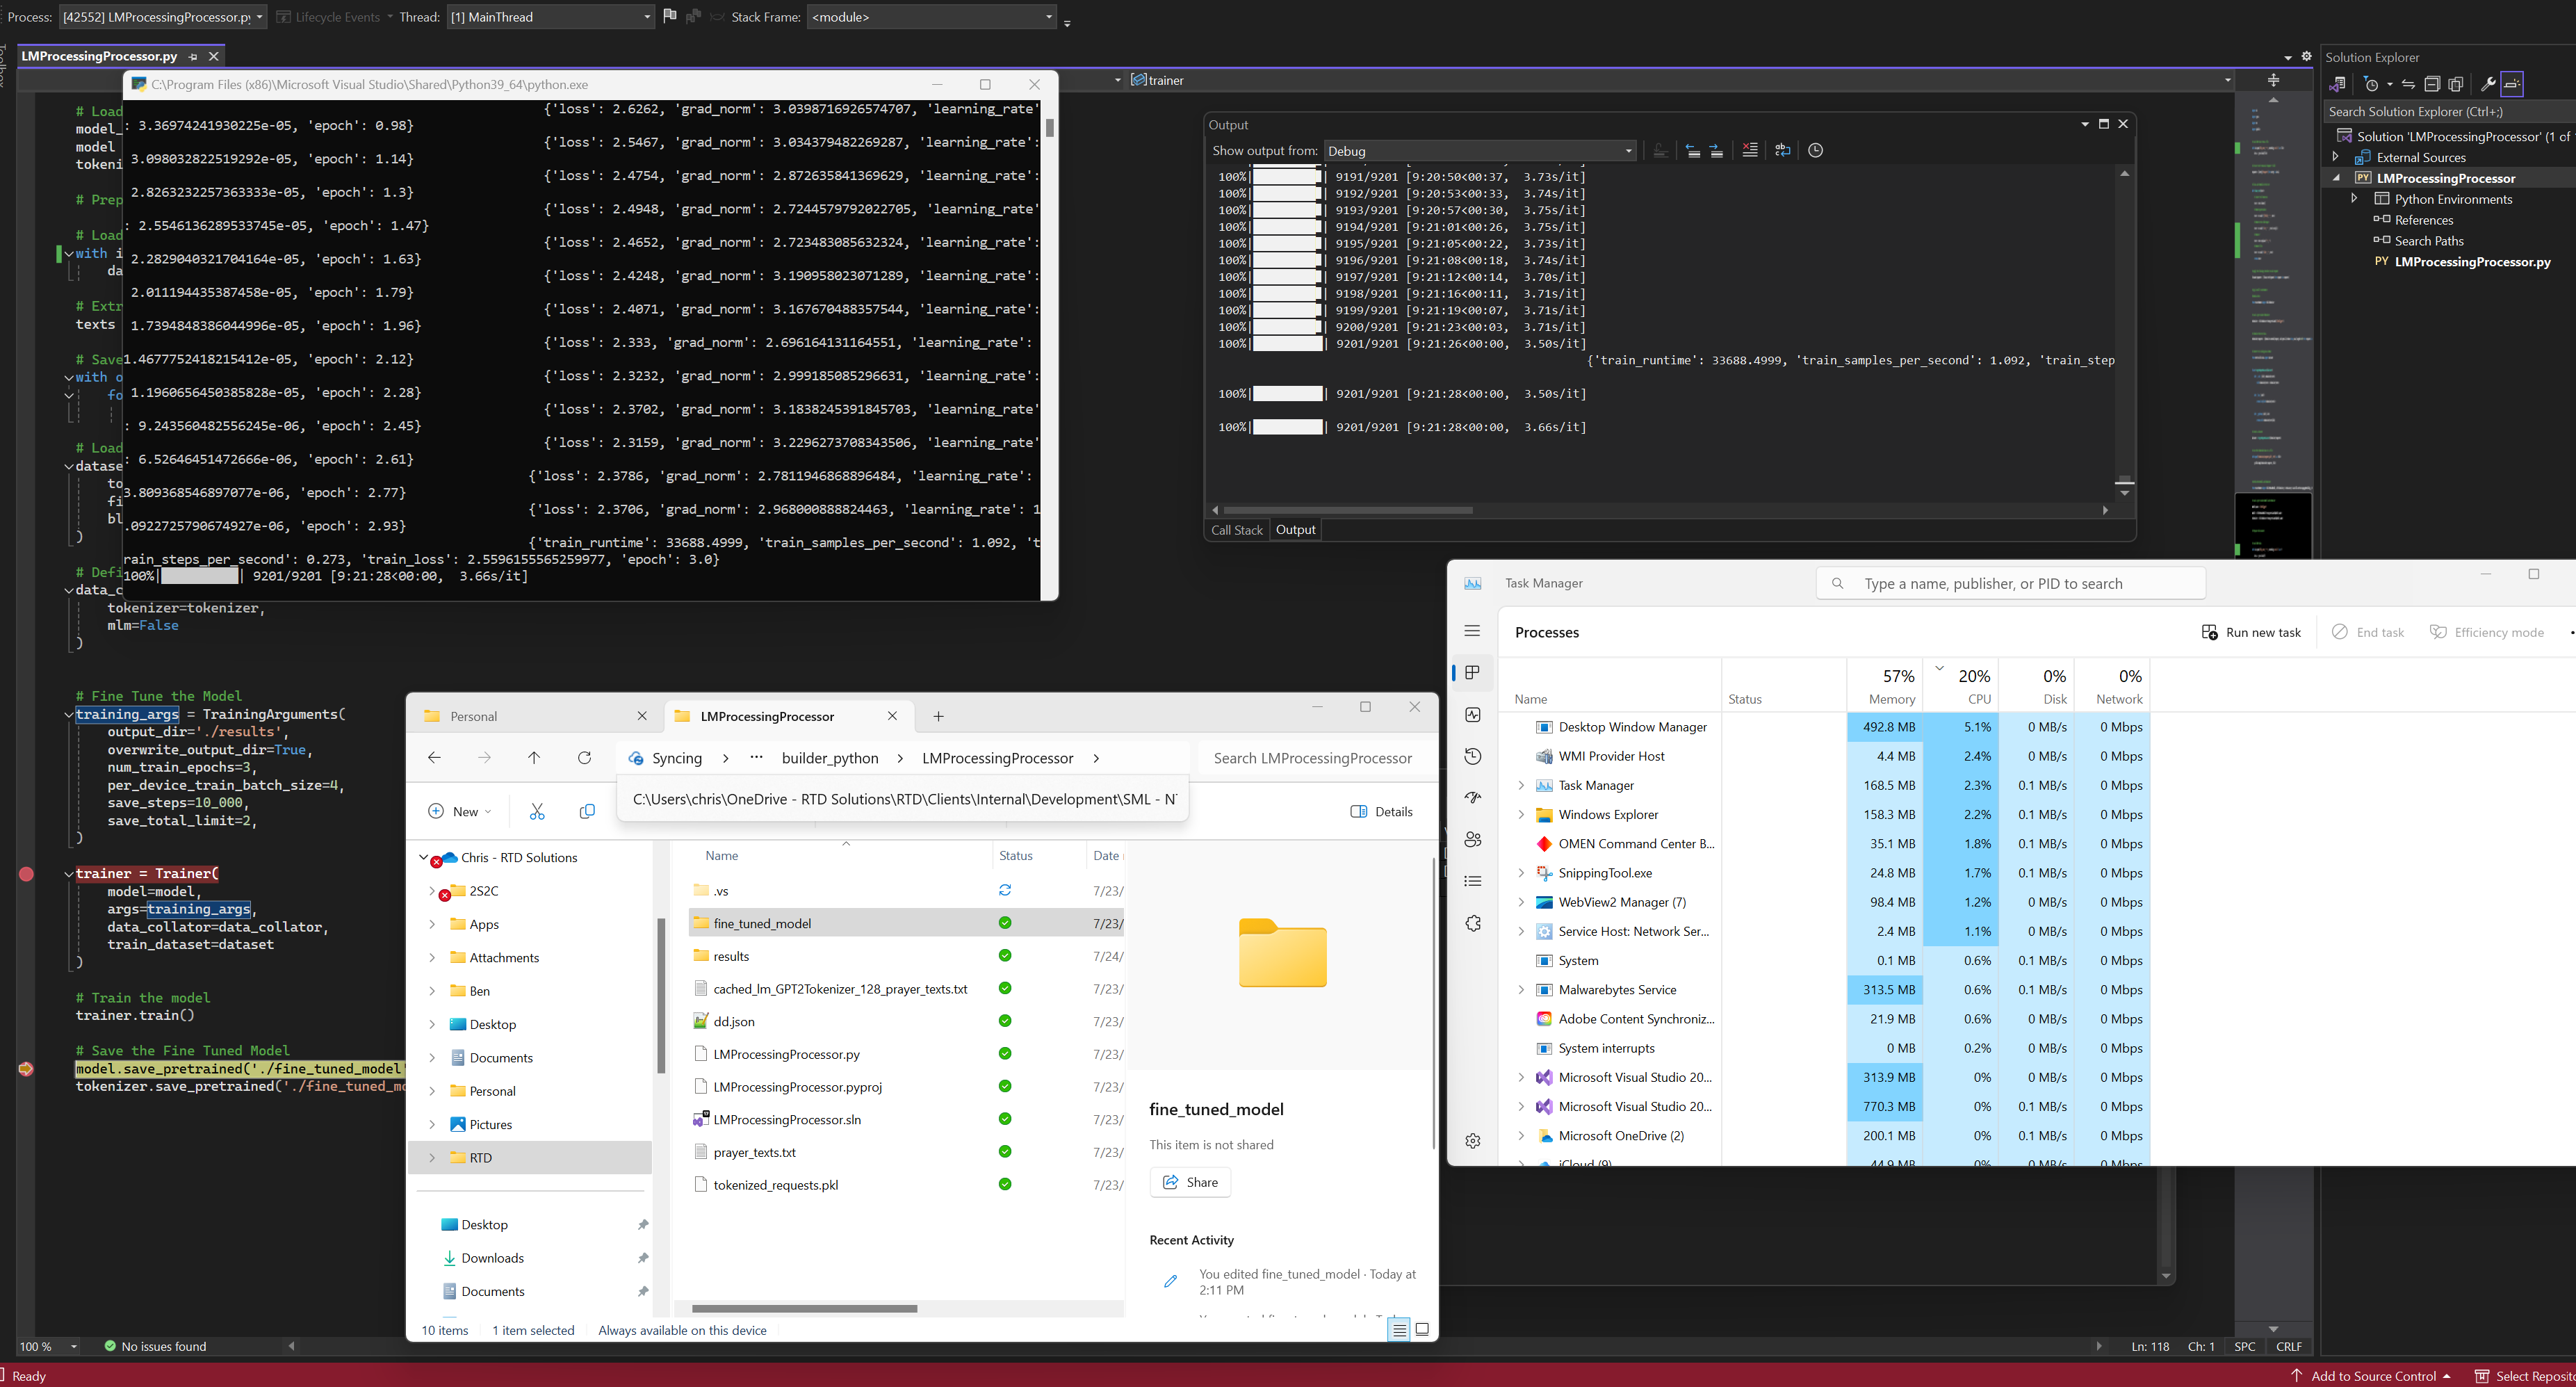 Process: [42552] LMProcessingProcessor.py Lifecycle Events Thread: [1] MainThread Stack Frame: <module>
LMProcessingProcessor.py
trainer
# Load
model_
model
tokeni
# Prep
# Load
with i
da
# Extr
texts
# Save
with o
fo
# Load
datase
to
fi
bl
)
# Defi
data_c
tokenizer=tokenizer,
mlm=False
)
# Fine Tune the Model
training_args = TrainingArguments(
output_dir='./results',
overwrite_output_dir=True,
num_train_epochs=3,
per_device_train_batch_size=4,
save_steps=10_000,
save_total_limit=2,
)
trainer = Trainer(
model=model,
args=training_args,
data_collator=data_collator,
train_dataset=dataset
)
# Train the model
trainer.train()
# Save the Fine Tuned Model
model.save_pretrained('./fine_tuned_model'
tokenizer.save_pretrained('./fine_tuned_mo
C:\Program Files (x86)\Microsoft Visual Studio\Shared\Python39_64\python.exe
{'loss': 2.6262, 'grad_norm': 3.0398716926574707, 'learning_rate'
: 3.36974241930225e-05, 'epoch': 0.98}
{'loss': 2.5467, 'grad_norm': 3.034379482269287, 'learning_rate':
3.098032822519292e-05, 'epoch': 1.14}
{'loss': 2.4754, 'grad_norm': 2.872635841369629, 'learning_rate':
2.8263232257363333e-05, 'epoch': 1.3}
{'loss': 2.4948, 'grad_norm': 2.7244579792022705, 'learning_rate'
: 2.5546136289533745e-05, 'epoch': 1.47}
{'loss': 2.4652, 'grad_norm': 2.723483085632324, 'learning_rate':
2.2829040321704164e-05, 'epoch': 1.63}
{'loss': 2.4248, 'grad_norm': 3.190958023071289, 'learning_rate':
2.011194435387458e-05, 'epoch': 1.79}
{'loss': 2.4071, 'grad_norm': 3.167670488357544, 'learning_rate':
1.7394848386044996e-05, 'epoch': 1.96}
{'loss': 2.333, 'grad_norm': 2.696164131164551, 'learning_rate':
1.4677752418215412e-05, 'epoch': 2.12}
{'loss': 2.3232, 'grad_norm': 2.999185085296631, 'learning_rate':
1.1960656450385828e-05, 'epoch': 2.28}
{'loss': 2.3702, 'grad_norm': 3.1838245391845703, 'learning_rate'
: 9.243560482556245e-06, 'epoch': 2.45}
{'loss': 2.3159, 'grad_norm': 3.2296273708343506, 'learning_rate'
: 6.52646451472666e-06, 'epoch': 2.61}
{'loss': 2.3786, 'grad_norm': 2.7811946868896484, 'learning_rate':
3.809368546897077e-06, 'epoch': 2.77}
{'loss': 2.3706, 'grad_norm': 2.968000888824463, 'learning_rate': 1
.0922725790674927e-06, 'epoch': 2.93}
{'train_runtime': 33688.4999, 'train_samples_per_second': 1.092, 't
rain_steps_per_second': 0.273, 'train_loss': 2.5596155565259977, 'epoch': 3.0}
100%| | 9201/9201 [9:21:28<00:00, 3.66s/it]
Output
Show output from: Debug
100%| | 9191/9201 [9:20:50<00:37, 3.73s/it]
100%| | 9192/9201 [9:20:53<00:33, 3.74s/it]
100%| | 9193/9201 [9:20:57<00:30, 3.75s/it]
100%| | 9194/9201 [9:21:01<00:26, 3.75s/it]
100%| | 9195/9201 [9:21:05<00:22, 3.73s/it]
100%| | 9196/9201 [9:21:08<00:18, 3.74s/it]
100%| | 9197/9201 [9:21:12<00:14, 3.70s/it]
100%| | 9198/9201 [9:21:16<00:11, 3.71s/it]
100%| | 9199/9201 [9:21:19<00:07, 3.71s/it]
100%| | 9200/9201 [9:21:23<00:03, 3.71s/it]
100%| | 9201/9201 [9:21:26<00:00, 3.50s/it]
{'train_runtime': 33688.4999, 'train_samples_per_second': 1.092, 'train_step
100%| | 9201/9201 [9:21:28<00:00, 3.50s/it]
100%| | 9201/9201 [9:21:28<00:00, 3.66s/it]
Call Stack Output
Solution Explorer
Search Solution Explorer (Ctrl+;)
Solution 'LMProcessingProcessor' (1 of
External Sources
PY LMProcessingProcessor
Python Environments
References
Search Paths
PY LMProcessingProcessor.py
Personal LMProcessingProcessor
Syncing > ... builder_python > LMProcessingProcessor > Search LMProcessingProcessor
C:\Users\chris\OneDrive - RTD Solutions\RTD\Clients\Internal\Development\SML - N
New Details
Chris - RTD Solutions
2S2C
Apps
Attachments
Ben
Desktop
Documents
Personal
Pictures
RTD
Desktop
Downloads
Documents
Name Status Date
.vs 7/23/
fine_tuned_model 7/23/
results 7/24/
cached_lm_GPT2Tokenizer_128_prayer_texts.txt 7/23/
dd.json 7/23/
LMProcessingProcessor.py 7/23/
LMProcessingProcessor.pyproj 7/23/
LMProcessingProcessor.sln 7/23/
prayer_texts.txt 7/23/
tokenized_requests.pkl 7/23/
fine_tuned_model
This item is not shared
Share
Recent Activity
You edited fine_tuned_model · Today at
2:11 PM
10 items 1 item selected Always available on this device
Task Manager Type a name, publisher, or PID to search
Processes Run new task End task Efficiency mode
57% 20% 0% 0%
Name Status Memory CPU Disk Network
Desktop Window Manager 492.8 MB 5.1% 0 MB/s 0 Mbps
WMI Provider Host 4.4 MB 2.4% 0 MB/s 0 Mbps
Task Manager 168.5 MB 2.3% 0.1 MB/s 0 Mbps
Windows Explorer 158.3 MB 2.2% 0.1 MB/s 0 Mbps
OMEN Command Center B... 35.1 MB 1.8% 0.1 MB/s 0 Mbps
SnippingTool.exe 24.8 MB 1.7% 0.1 MB/s 0 Mbps
WebView2 Manager (7) 98.4 MB 1.2% 0.1 MB/s 0 Mbps
Service Host: Network Ser... 2.4 MB 1.1% 0 MB/s 0 Mbps
System 0.1 MB 0.6% 0.1 MB/s 0 Mbps
Malwarebytes Service 313.5 MB 0.6% 0.1 MB/s 0 Mbps
Adobe Content Synchroniz... 21.9 MB 0.6% 0.1 MB/s 0 Mbps
System interrupts 0 MB 0.2% 0 MB/s 0 Mbps
Microsoft Visual Studio 20... 313.9 MB 0% 0 MB/s 0 Mbps
Microsoft Visual Studio 20... 770.3 MB 0% 0.1 MB/s 0 Mbps
Microsoft OneDrive (2) 200.1 MB 0% 0.1 MB/s 0 Mbps
iCloud (9) 44.9 MB 0% 0 MB/s 0 Mbps
100 % No issues found Ln: 118 Ch: 1 SPC CRLF
Ready Add to Source Control Select Reposit